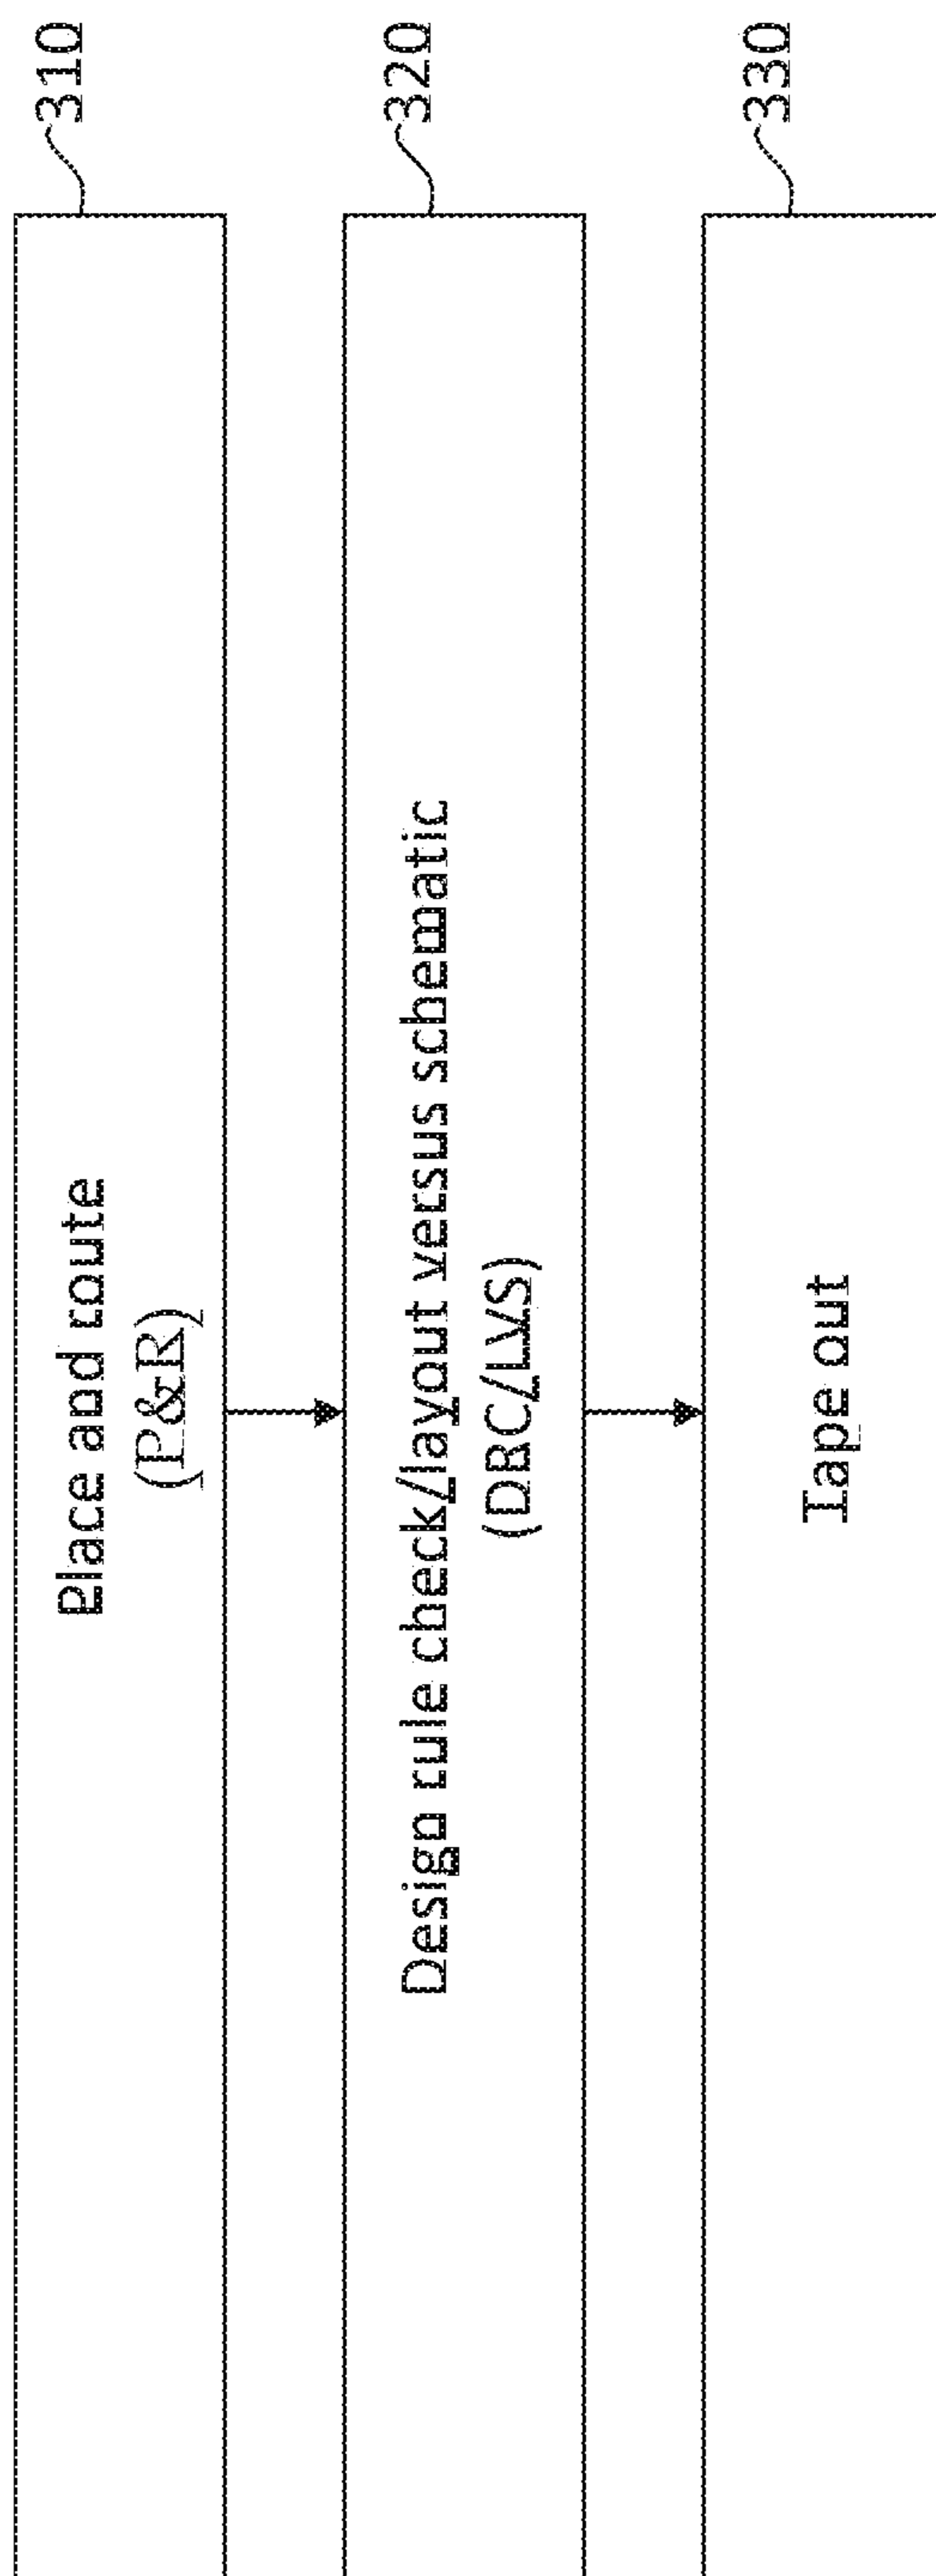 310
Place and route
(P&R)
320
Design rule check/layout versus schematic
(DRC/LVS)
330
Tape out